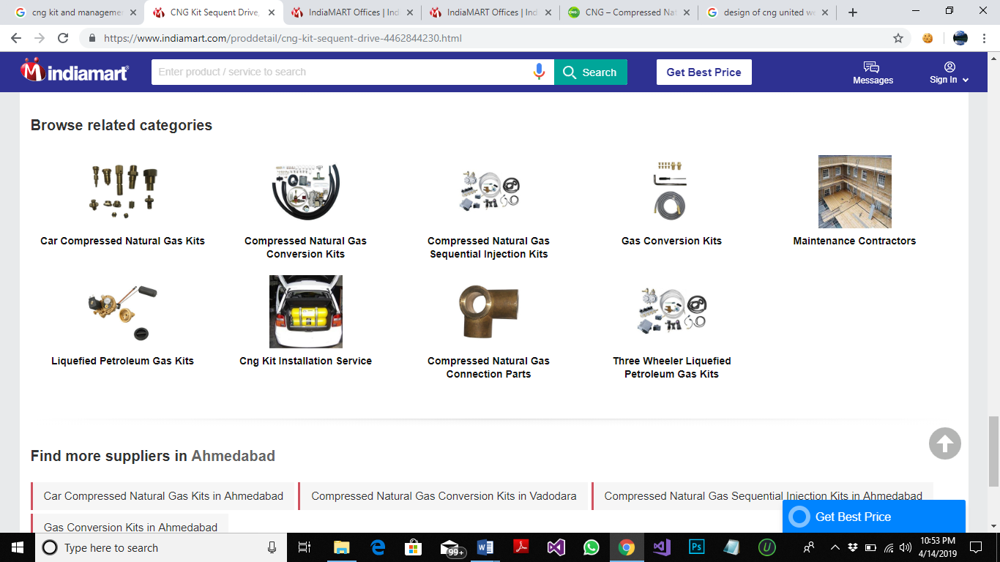 cng kit and manageme
CNG Kit Sequent Drive,
IndiaMART Offices | Indi
IndiaMART Offices | Indi
CNG – Compressed Nat
design of cng united we
https://www.indiamart.com/proddetail/cng-kit-sequent-drive-4462844230.html
indiamart
Enter product / service to search
Search
Get Best Price
Messages
Sign In
Browse related categories
Car Compressed Natural Gas Kits
Compressed Natural Gas
Conversion Kits
Compressed Natural Gas
Sequential Injection Kits
Gas Conversion Kits
Maintenance Contractors
Liquefied Petroleum Gas Kits
Cng Kit Installation Service
Compressed Natural Gas
Connection Parts
Three Wheeler Liquefied
Petroleum Gas Kits
Find more suppliers in Ahmedabad
Car Compressed Natural Gas Kits in Ahmedabad
Compressed Natural Gas Conversion Kits in Vadodara
Compressed Natural Gas Sequential Injection Kits in Ahmedabad
Gas Conversion Kits in Ahmedabad
Get Best Price
Type here to search
99+
Ps
10:53 PM
4/14/2019